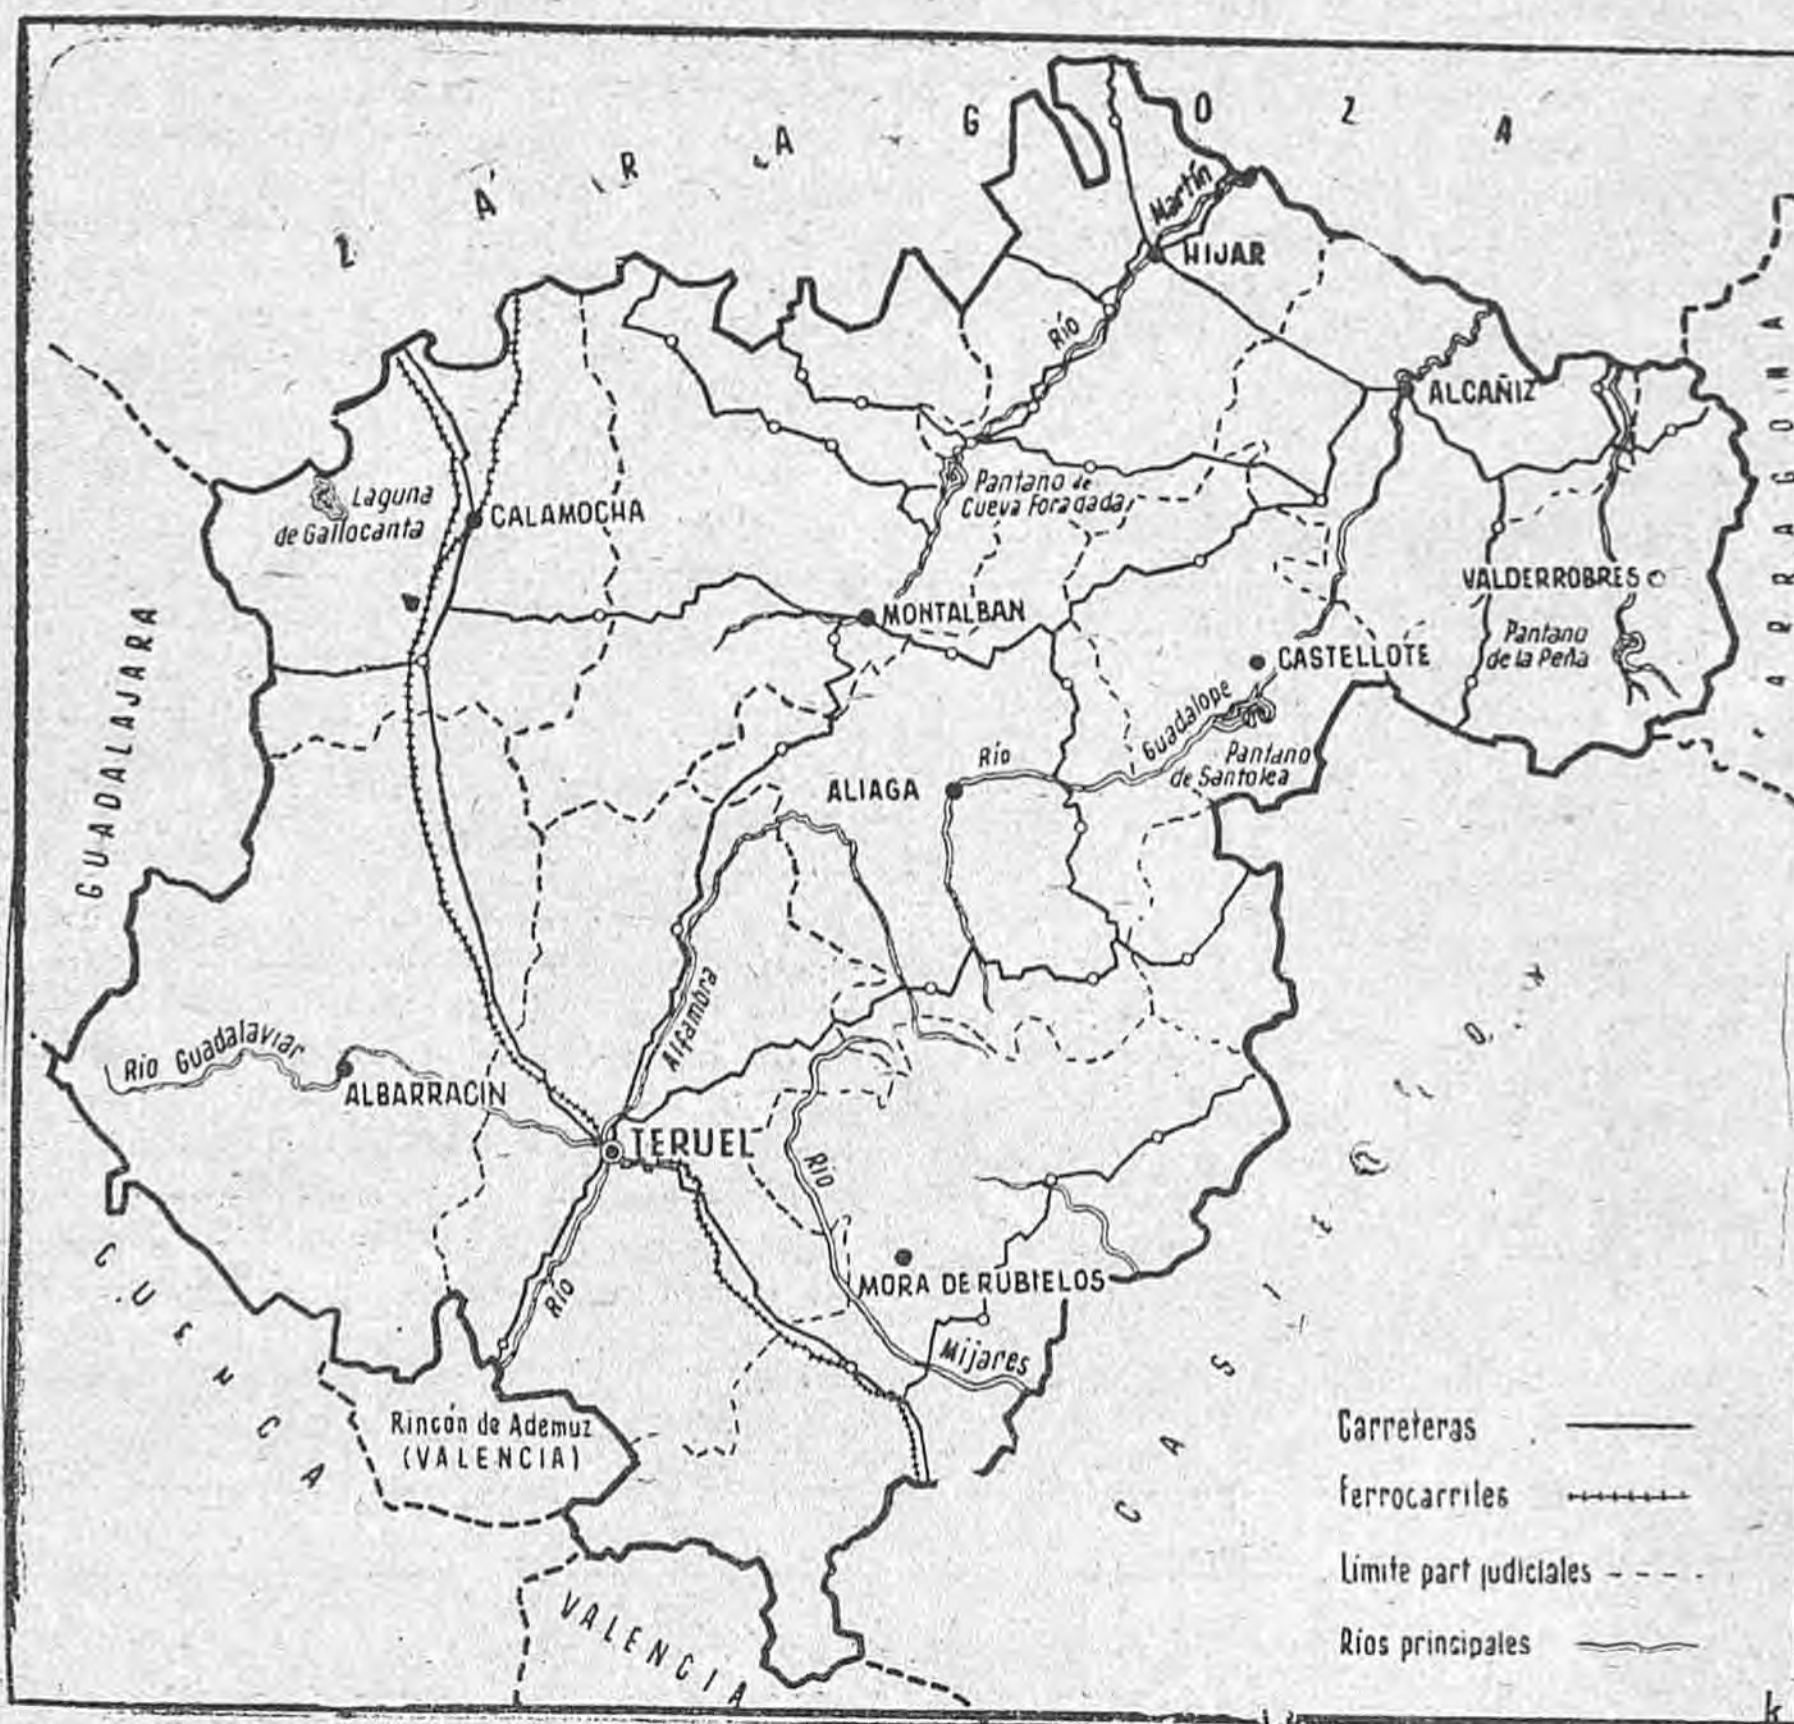 ZARAGOZA
Martín
HIJAR
Río
ALCAÑIZ
TARRAGONA
Laguna
de Gallocanta
CALAMOCHA
Pantano de
Cueva Foradada
VALDERROBRES
MONTALBAN
Pantano
de la Peña
CASTELLOTE
GUADALAJARA
Guadalope
Río
Pantano
de Santolea
ALIAGA
Alfambra
Río Guadalaviar
ALBARRACIN
TERUEL
Río
MORA DE RUBIELOS
Río
Mijares
CASTELLON
CUENCA
Rincón de Ademuz
(VALENCIA)
VALENCIA
Carreteras
Ferrocarriles
Límite part judiciales
Ríos principales
k